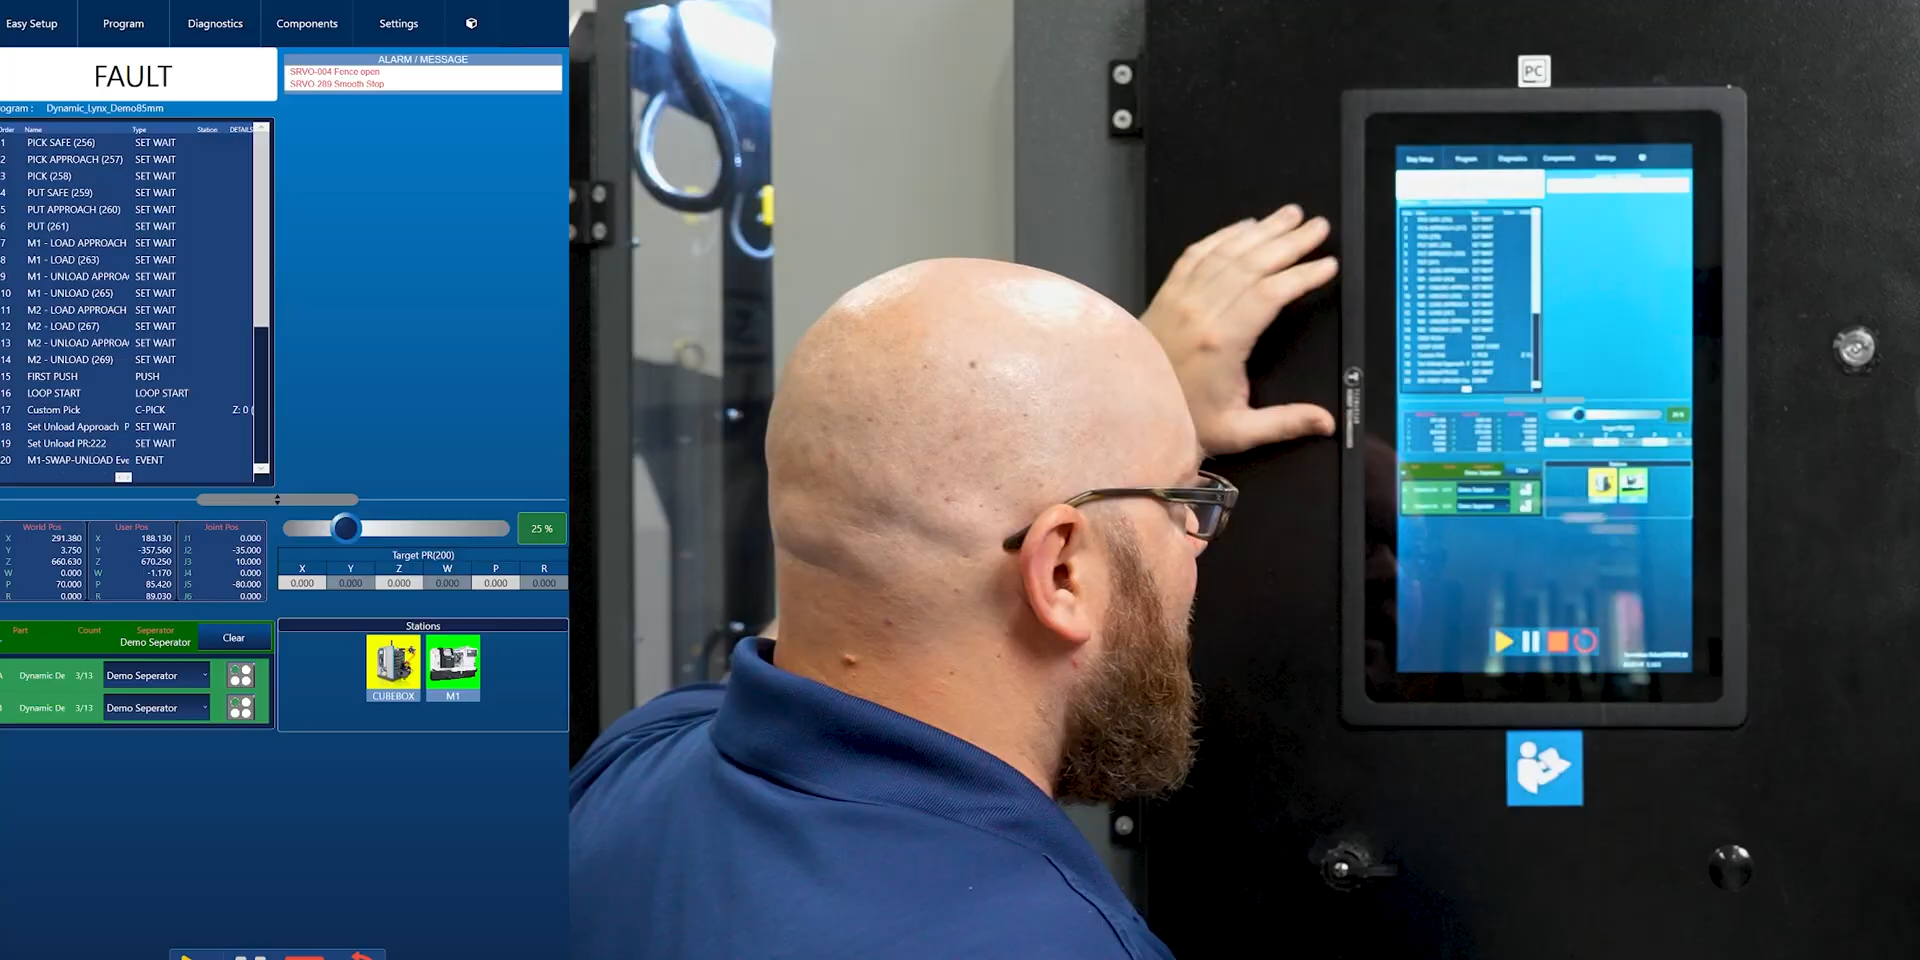 Easy Setup Program Diagnostics Components Settings
FAULT
ALARM / MESSAGE
SRVO-004 Fence open
SRVO-289 Smooth Stop
ogram : Dynamic_Lynx_Demo85mm
Order Name Type Station DETAILS
1 PICK SAFE (256) SET WAIT
2 PICK APPROACH (257) SET WAIT
3 PICK (258) SET WAIT
4 PUT SAFE (259) SET WAIT
5 PUT APPROACH (260) SET WAIT
6 PUT (261) SET WAIT
7 M1 - LOAD APPROACH SET WAIT
8 M1 - LOAD (263) SET WAIT
9 M1 - UNLOAD APPROA SET WAIT
10 M1 - UNLOAD (265) SET WAIT
11 M2 - LOAD APPROACH SET WAIT
12 M2 - LOAD (267) SET WAIT
13 M2 - UNLOAD APPROA SET WAIT
14 M2 - UNLOAD (269) SET WAIT
15 FIRST PUSH PUSH
16 LOOP START LOOP START
17 Custom Pick C-PICK Z: 0 (
18 Set Unload Approach P SET WAIT
19 Set Unload PR:222 SET WAIT
20 M1-SWAP-UNLOAD Eve EVENT
25 %
World Pos User Pos Joint Pos
X 291.380 X 188.130 J1 0.000
Y 3.750 Y -357.560 J2 -35.000
Z 660.630 Z 670.250 J3 10.000
W 0.000 W -1.170 J4 0.000
P 70.000 P 85.420 J5 -80.000
R 0.000 R 89.030 J6 0.000
Target PR(200)
X Y Z W P R
0.000 0.000 0.000 0.000 0.000 0.000
Part Count Seperator
Demo Seperator Clear
Dynamic De 3/13 Demo Seperator
Dynamic De 3/13 Demo Seperator
Stations
CUBEBOX M1
PC
Easy Setup Program Diagnostics Components Settings